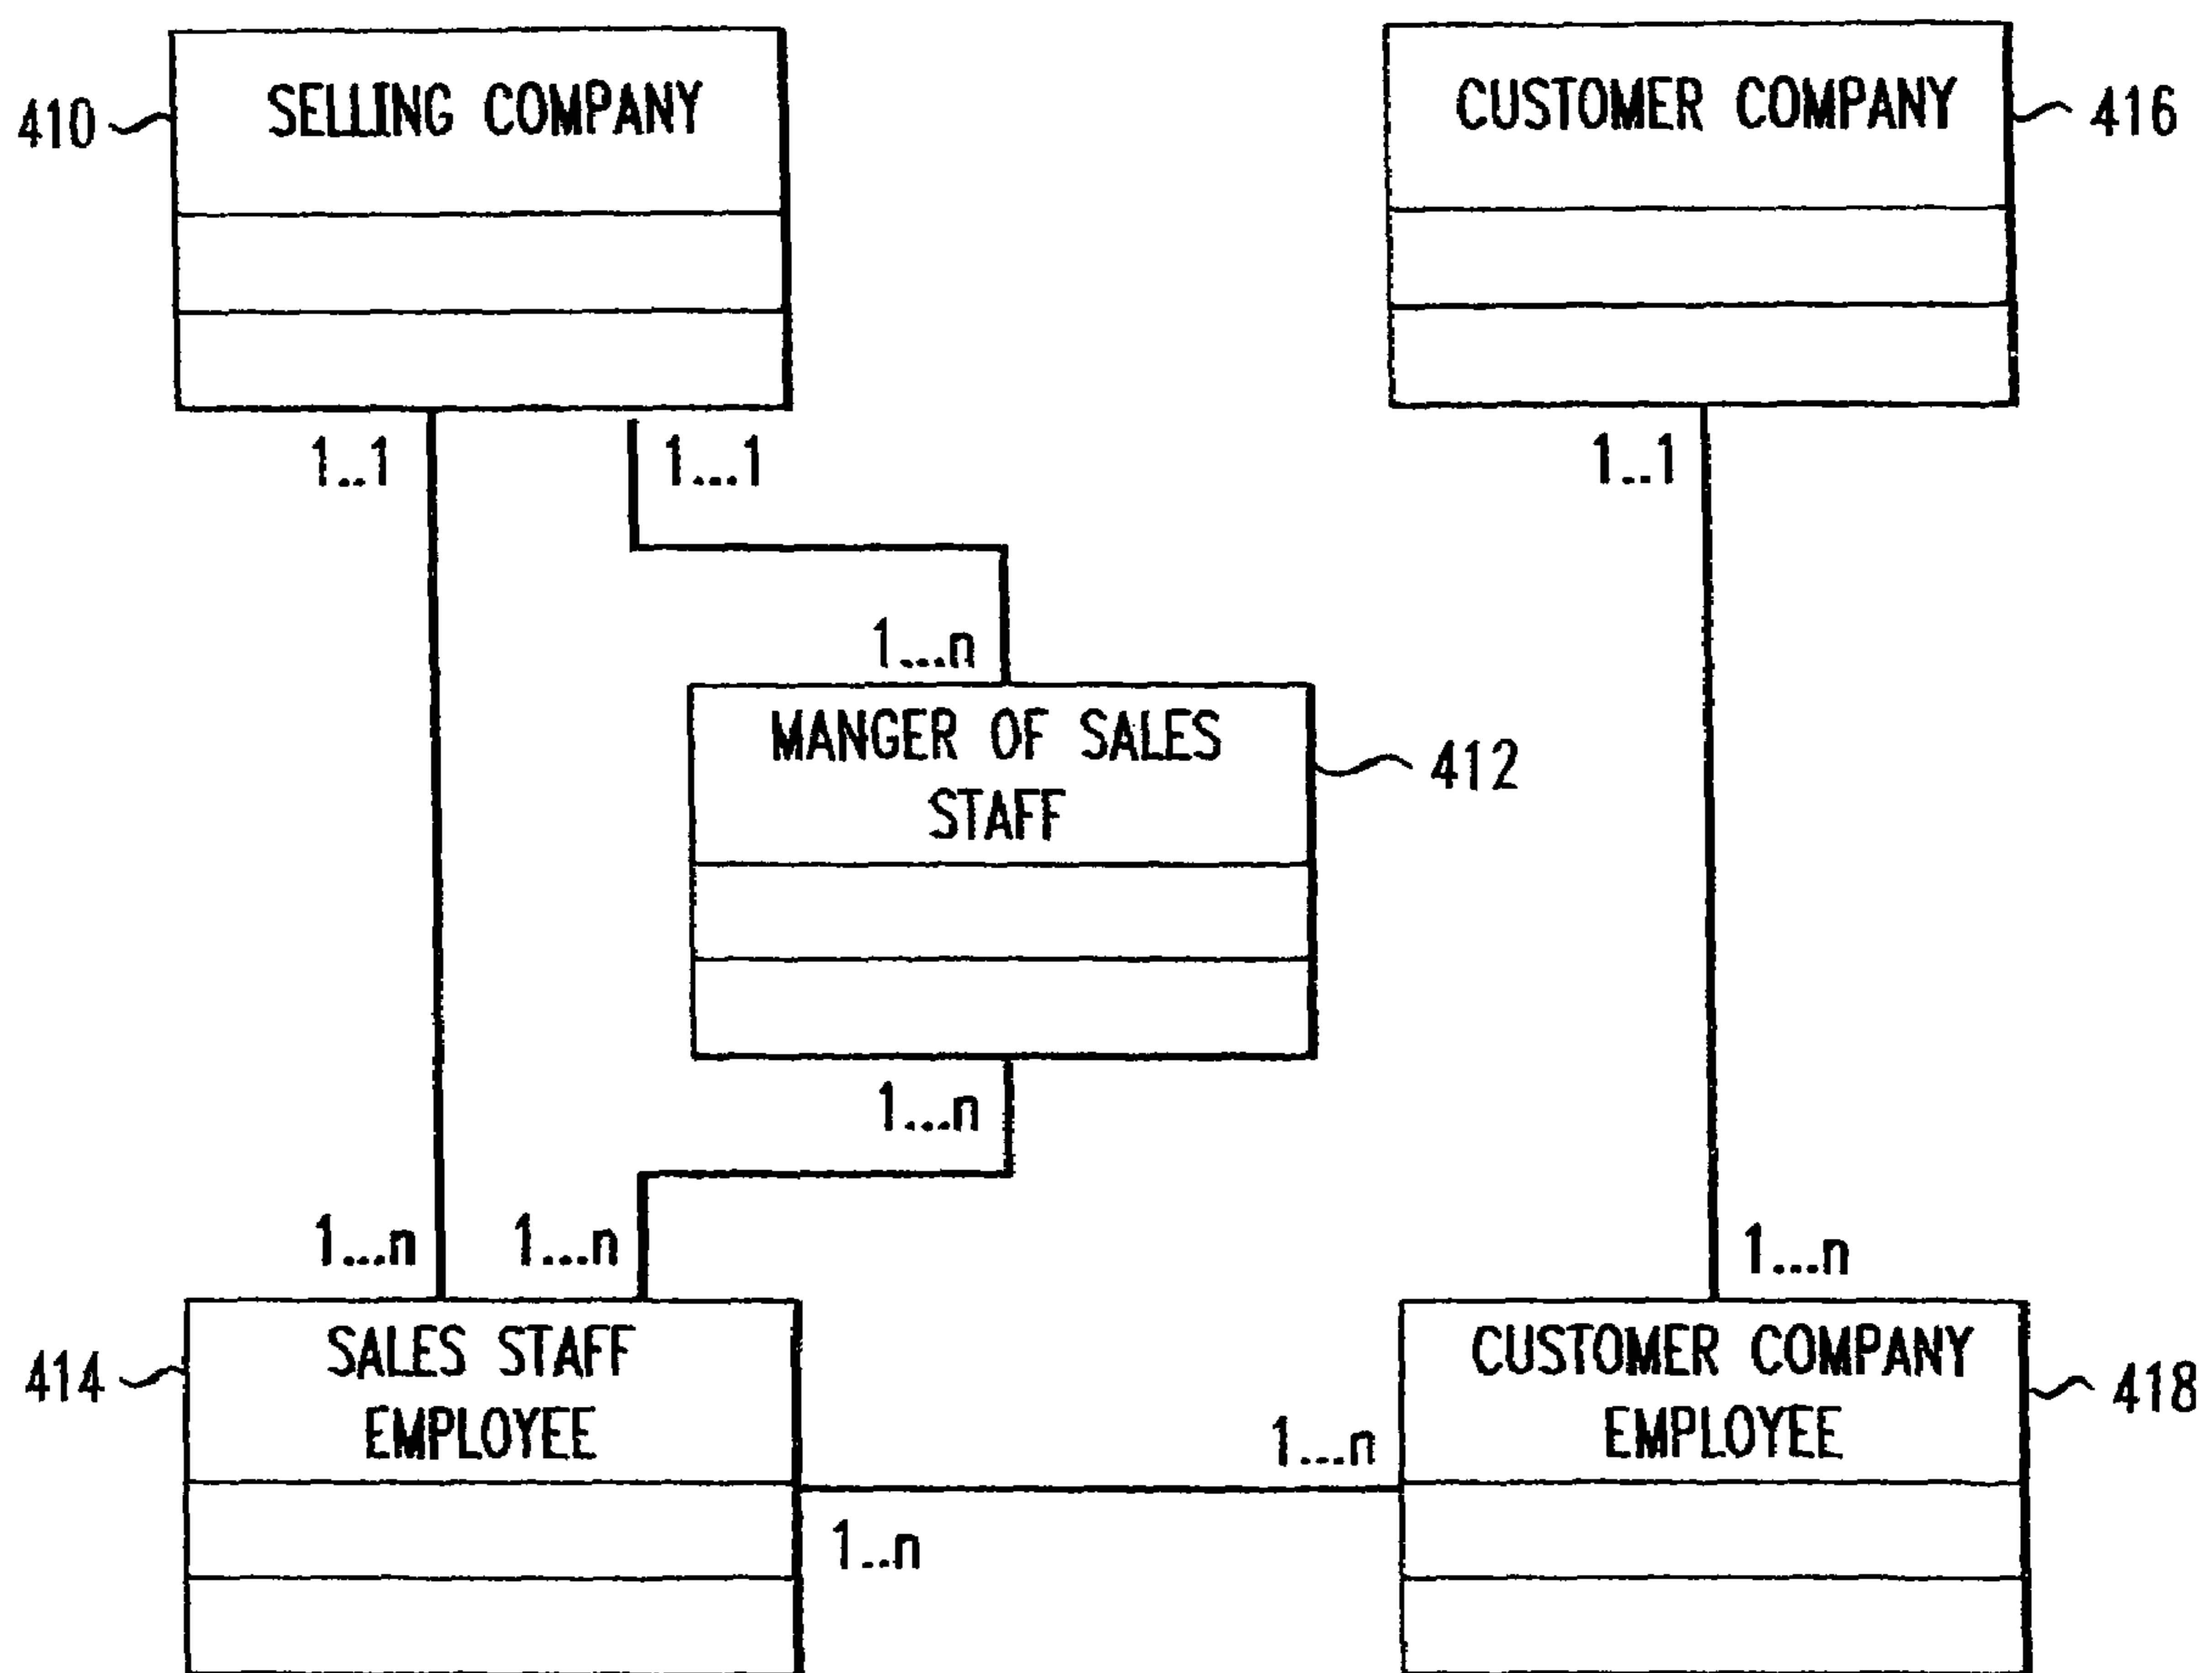 SELLING COMPANY
410
CUSTOMER COMPANY
416
1..1
1...1
1..1
1...n
MANGER OF SALES
STAFF
412
1...n
1...n
1...n
1...n
SALES STAFF
EMPLOYEE
414
CUSTOMER COMPANY
EMPLOYEE
418
1...n
1..n